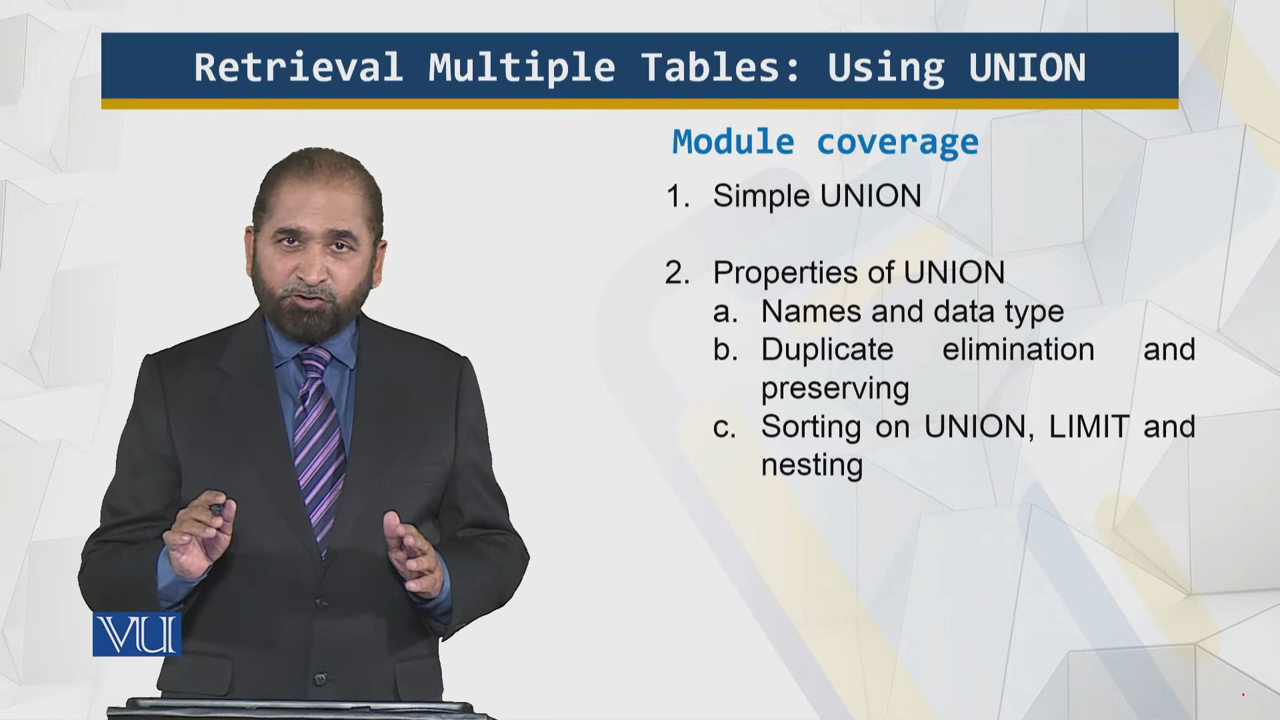 Retrieval Multiple Tables: Using UNION
Module coverage
1. Simple UNION
2. Properties of UNION
a. Names and data type
b. Duplicate elimination and
preserving
c. Sorting on UNION, LIMIT and
nesting
VU